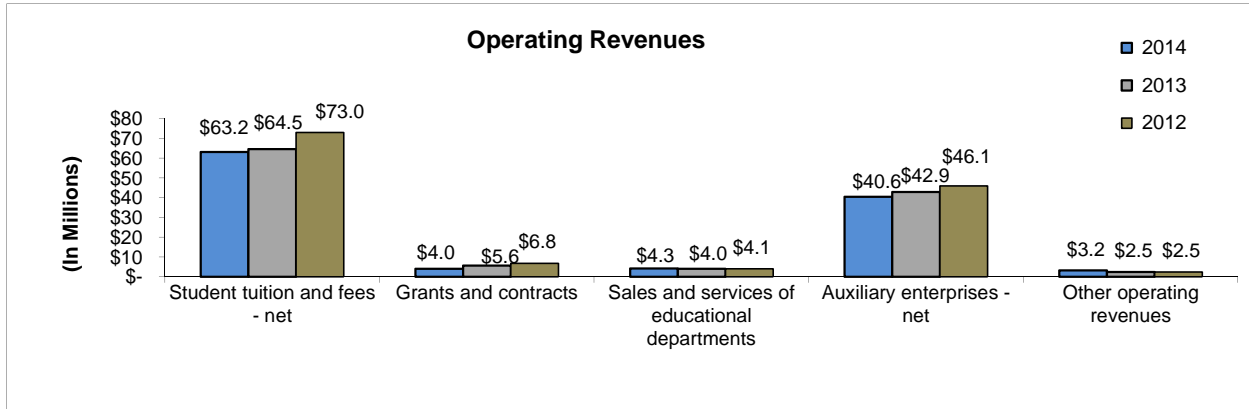 Operating Revenues
2014
2013
2012
(In Millions)
$80
$70
$60
$50
$40
$30
$20
$10
$-
$63.2 $64.5 $73.0
$4.0 $5.6 $6.8
$4.3 $4.0 $4.1
$40.6 $42.9 $46.1
$3.2 $2.5 $2.5
Student tuition and fees
- net
Grants and contracts
Sales and services of
educational
departments
Auxiliary enterprises -
net
Other operating
revenues